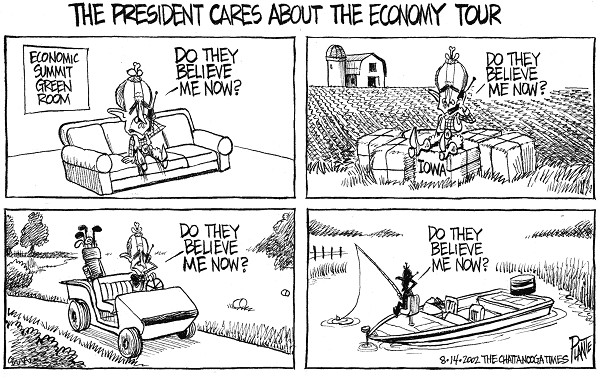 THE PRESIDENT CARES ABOUT THE ECONOMY TOUR
ECONOMIC
SUMMIT
GREEN
ROOM
DO THEY
BELIEVE
ME NOW?
DO THEY
BELIEVE
ME NOW?
IOWA
DO THEY
BELIEVE
ME NOW?
DO THEY
BELIEVE
ME NOW?
8·14·2002 THE CHATTANOOGA TIMES PLANTE